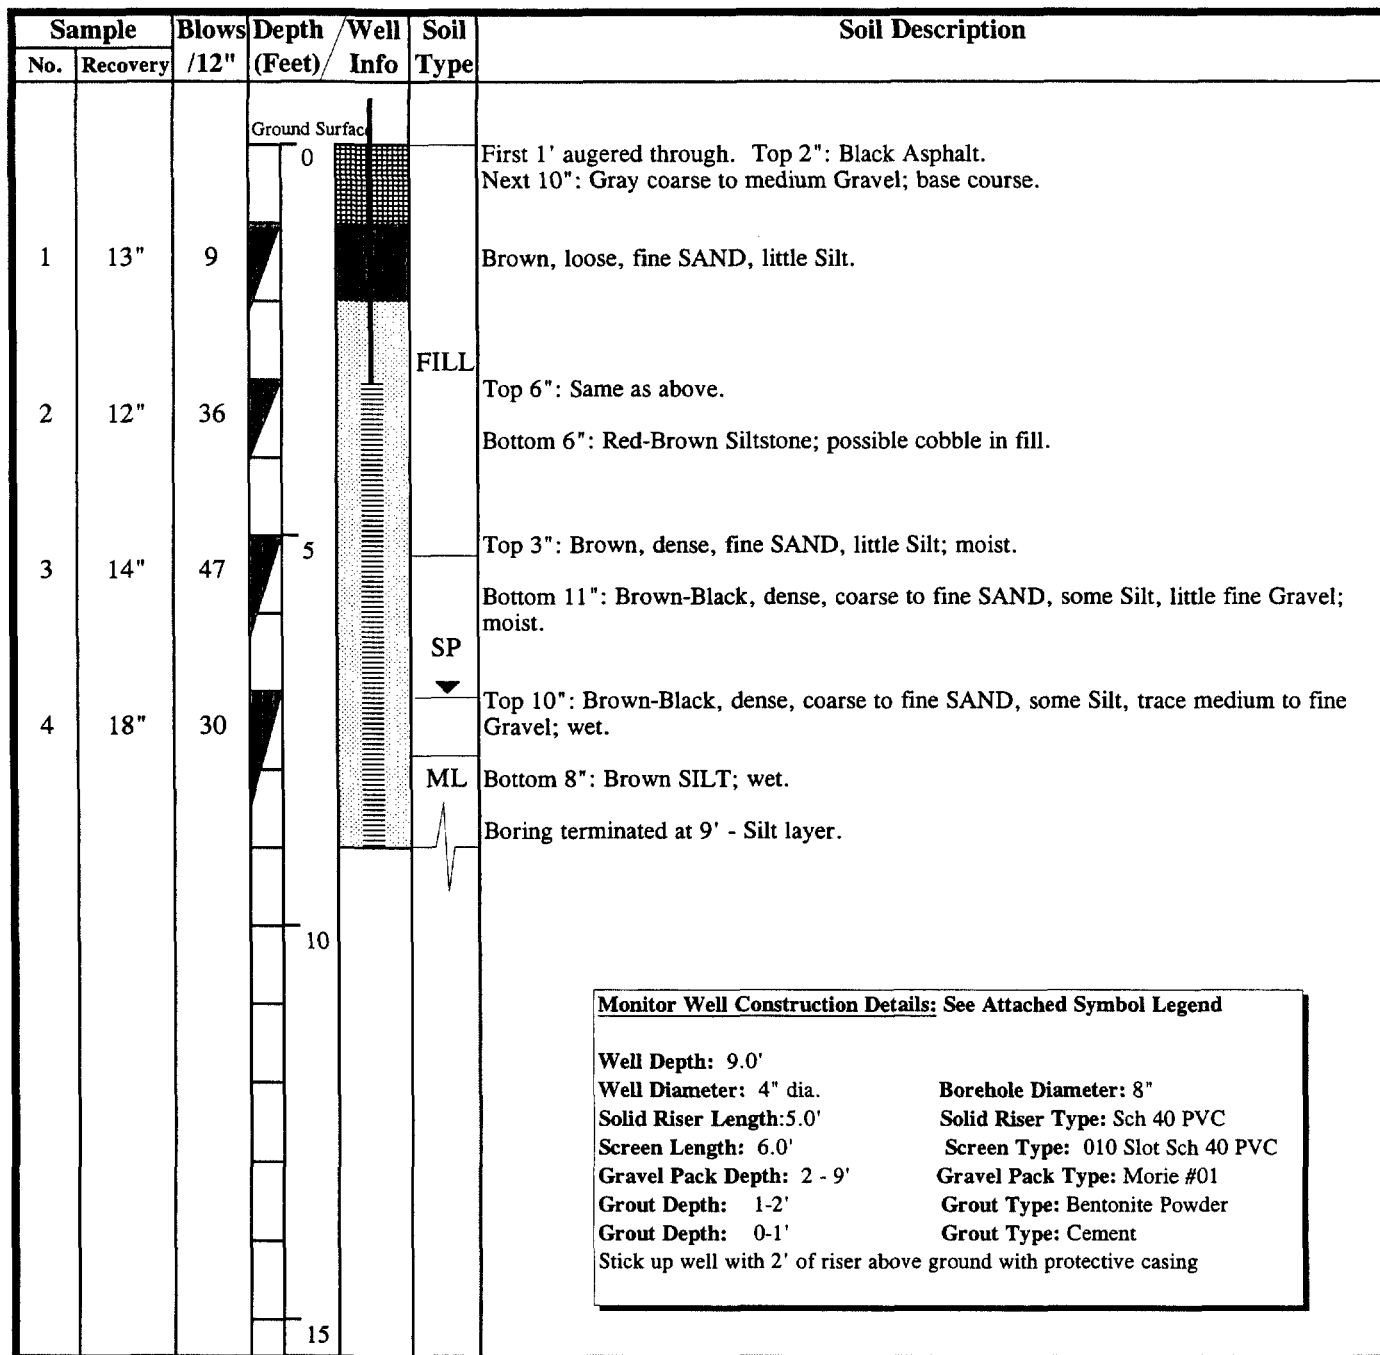 Sample Blows Depth Well Soil Soil Description
No. Recovery /12" (Feet) Info Type
Ground Surfac
0
First 1' augered through. Top 2": Black Asphalt.
Next 10": Gray coarse to medium Gravel; base course.
1 13" 9 Brown, loose, fine SAND, little Silt.
FILL
Top 6": Same as above.
2 12" 36
Bottom 6": Red-Brown Siltstone; possible cobble in fill.
5 Top 3": Brown, dense, fine SAND, little Silt; moist.
3 14" 47
Bottom 11": Brown-Black, dense, coarse to fine SAND, some Silt, little fine Gravel;
moist.
SP
Top 10": Brown-Black, dense, coarse to fine SAND, some Silt, trace medium to fine
4 18" 30 Gravel; wet.
ML Bottom 8": Brown SILT; wet.
Boring terminated at 9' - Silt layer.
10
Monitor Well Construction Details: See Attached Symbol Legend
Well Depth: 9.0'
Well Diameter: 4" dia. Borehole Diameter: 8"
Solid Riser Length:5.0' Solid Riser Type: Sch 40 PVC
Screen Length: 6.0' Screen Type: 010 Slot Sch 40 PVC
Gravel Pack Depth: 2 - 9' Gravel Pack Type: Morie #01
Grout Depth: 1-2' Grout Type: Bentonite Powder
Grout Depth: 0-1' Grout Type: Cement
Stick up well with 2' of riser above ground with protective casing
15